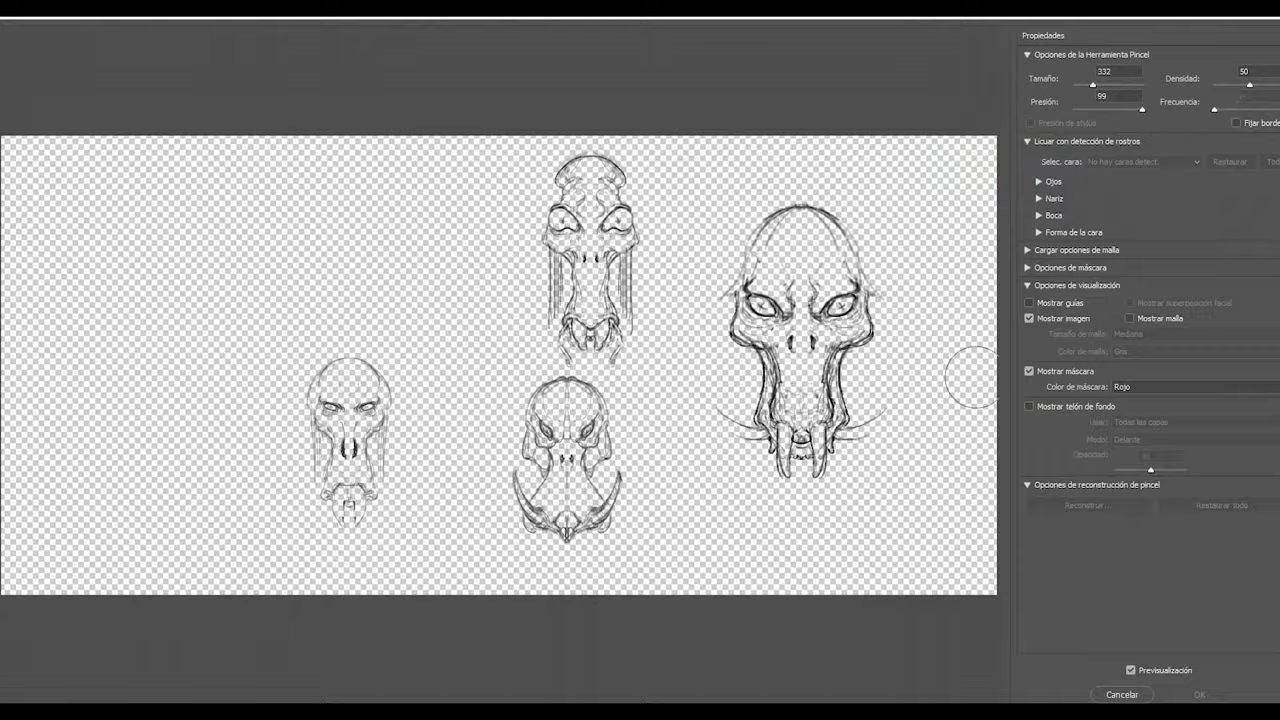 Propiedades
Opciones de la Herramienta Pincel
Tamaño: 332 Densidad: 50
Presión: 99 Frecuencia:
Presión de stylus Fijar borde
Licuar con detección de rostros
Selec. cara: No hay caras detect. Restaurar Tod
Ojos
Nariz
Boca
Forma de la cara
Cargar opciones de malla
Opciones de máscara
Opciones de visualización
Mostrar guías Mostrar superposición facial
Mostrar imagen Mostrar malla
Tamaño de malla: Mediana
Color de malla: Gris
Mostrar máscara
Color de máscara: Rojo
Mostrar telón de fondo
Usar: Todas las capas
Modo: Delante
Opacidad:
Opciones de reconstrucción de pincel
Reconstruir... Restaurar todo
Previsualización
Cancelar OK